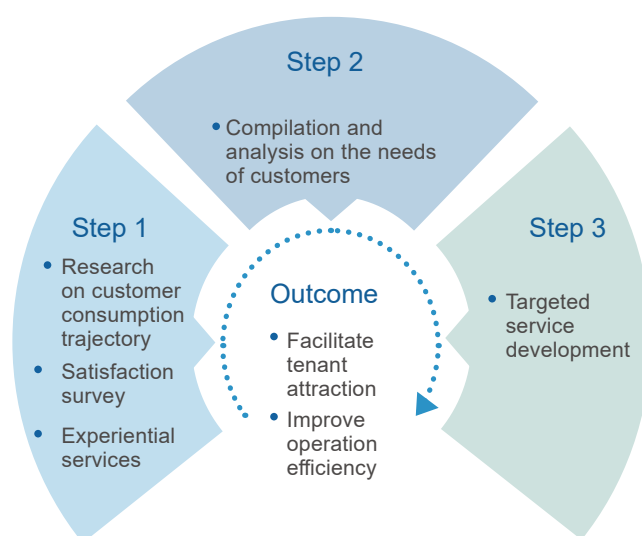 Step 1
Research
on customer
consumption
trajectory
Satisfaction
survey
Experiential
services
Step 2
Compilation and
analysis on the needs
of customers
Step 3
Targeted
service
development
Outcome
Facilitate
tenant
attraction
Improve
operation
efficiency